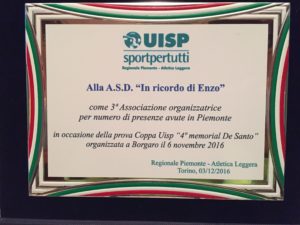 UISP
sportpertutti
Regionale Piemonte - Atletica Leggera
Alla A.S.D. “In ricordo di Enzo”
come 3ª Associazione organizzatrice
per numero di presenze avute in Piemonte
in occasione della prova Coppa Uisp "4° memorial De Santo"
organizzata a Borgaro il 6 novembre 2016
Regionale Piemonte - Atletica Leggera
Torino, 03/12/2016